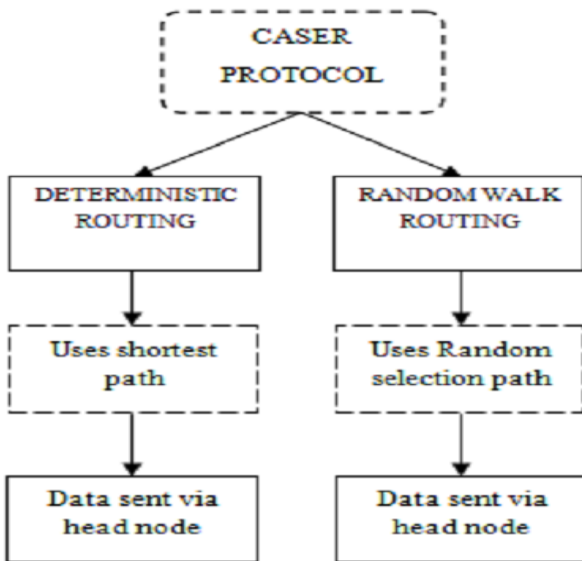 CASER
PROTOCOL
DETERMINISTIC
ROUTING
RANDOM WALK
ROUTING
Uses shortest
path
Uses Random
selection path
Data sent via
head node
Data sent via
head node